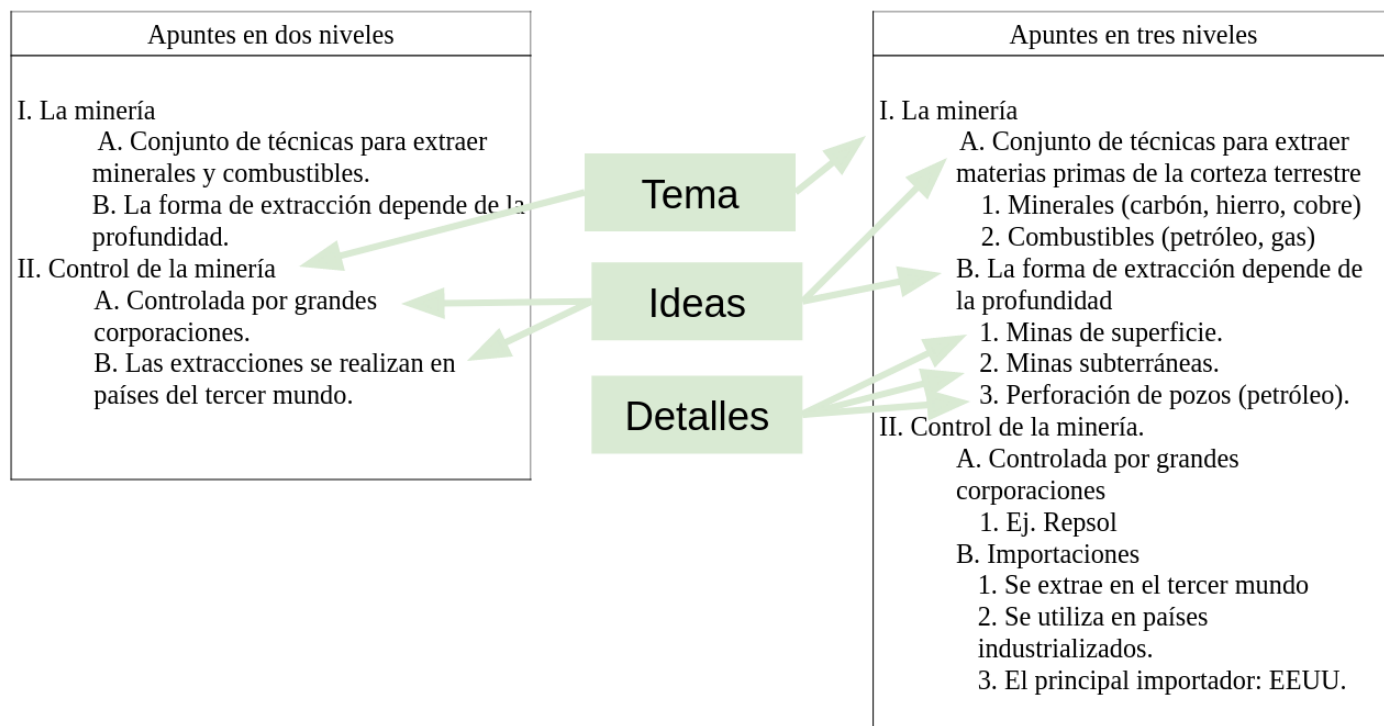 Apuntes en dos niveles
I. La minería
A. Conjunto de técnicas para extraer
minerales y combustibles.
B. La forma de extracción depende de la
profundidad.
II. Control de la minería
A. Controlada por grandes
corporaciones.
B. Las extracciones se realizan en
países del tercer mundo.
Tema
Ideas
Detalles
Apuntes en tres niveles
I. La minería
A. Conjunto de técnicas para extraer
materias primas de la corteza terrestre
1. Minerales (carbón, hierro, cobre)
2. Combustibles (petróleo, gas)
B. La forma de extracción depende de
la profundidad
1. Minas de superficie.
2. Minas subterráneas.
3. Perforación de pozos (petróleo).
II. Control de la minería.
A. Controlada por grandes
corporaciones
1. Ej. Repsol
B. Importaciones
1. Se extrae en el tercer mundo
2. Se utiliza en países
industrializados.
3. El principal importador: EEUU.